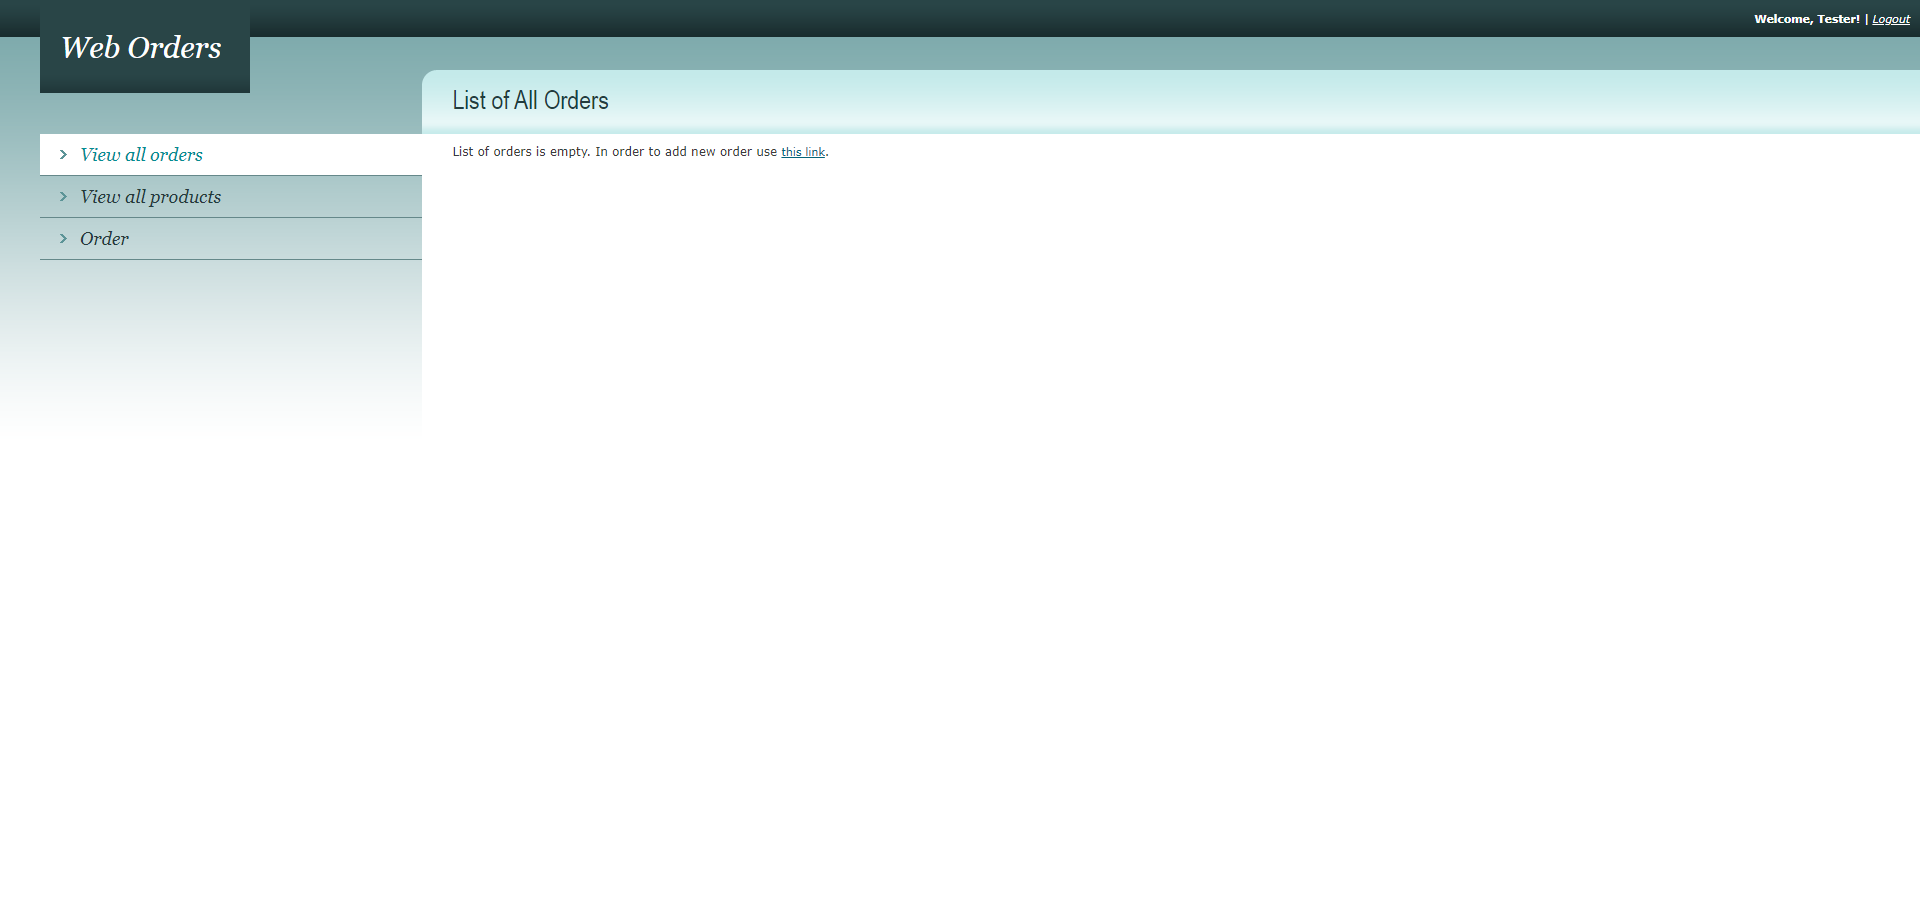 Welcome, Tester! | Logout
Web Orders
List of All Orders
View all orders
View all products
Order
List of orders is empty. In order to add new order use this link.